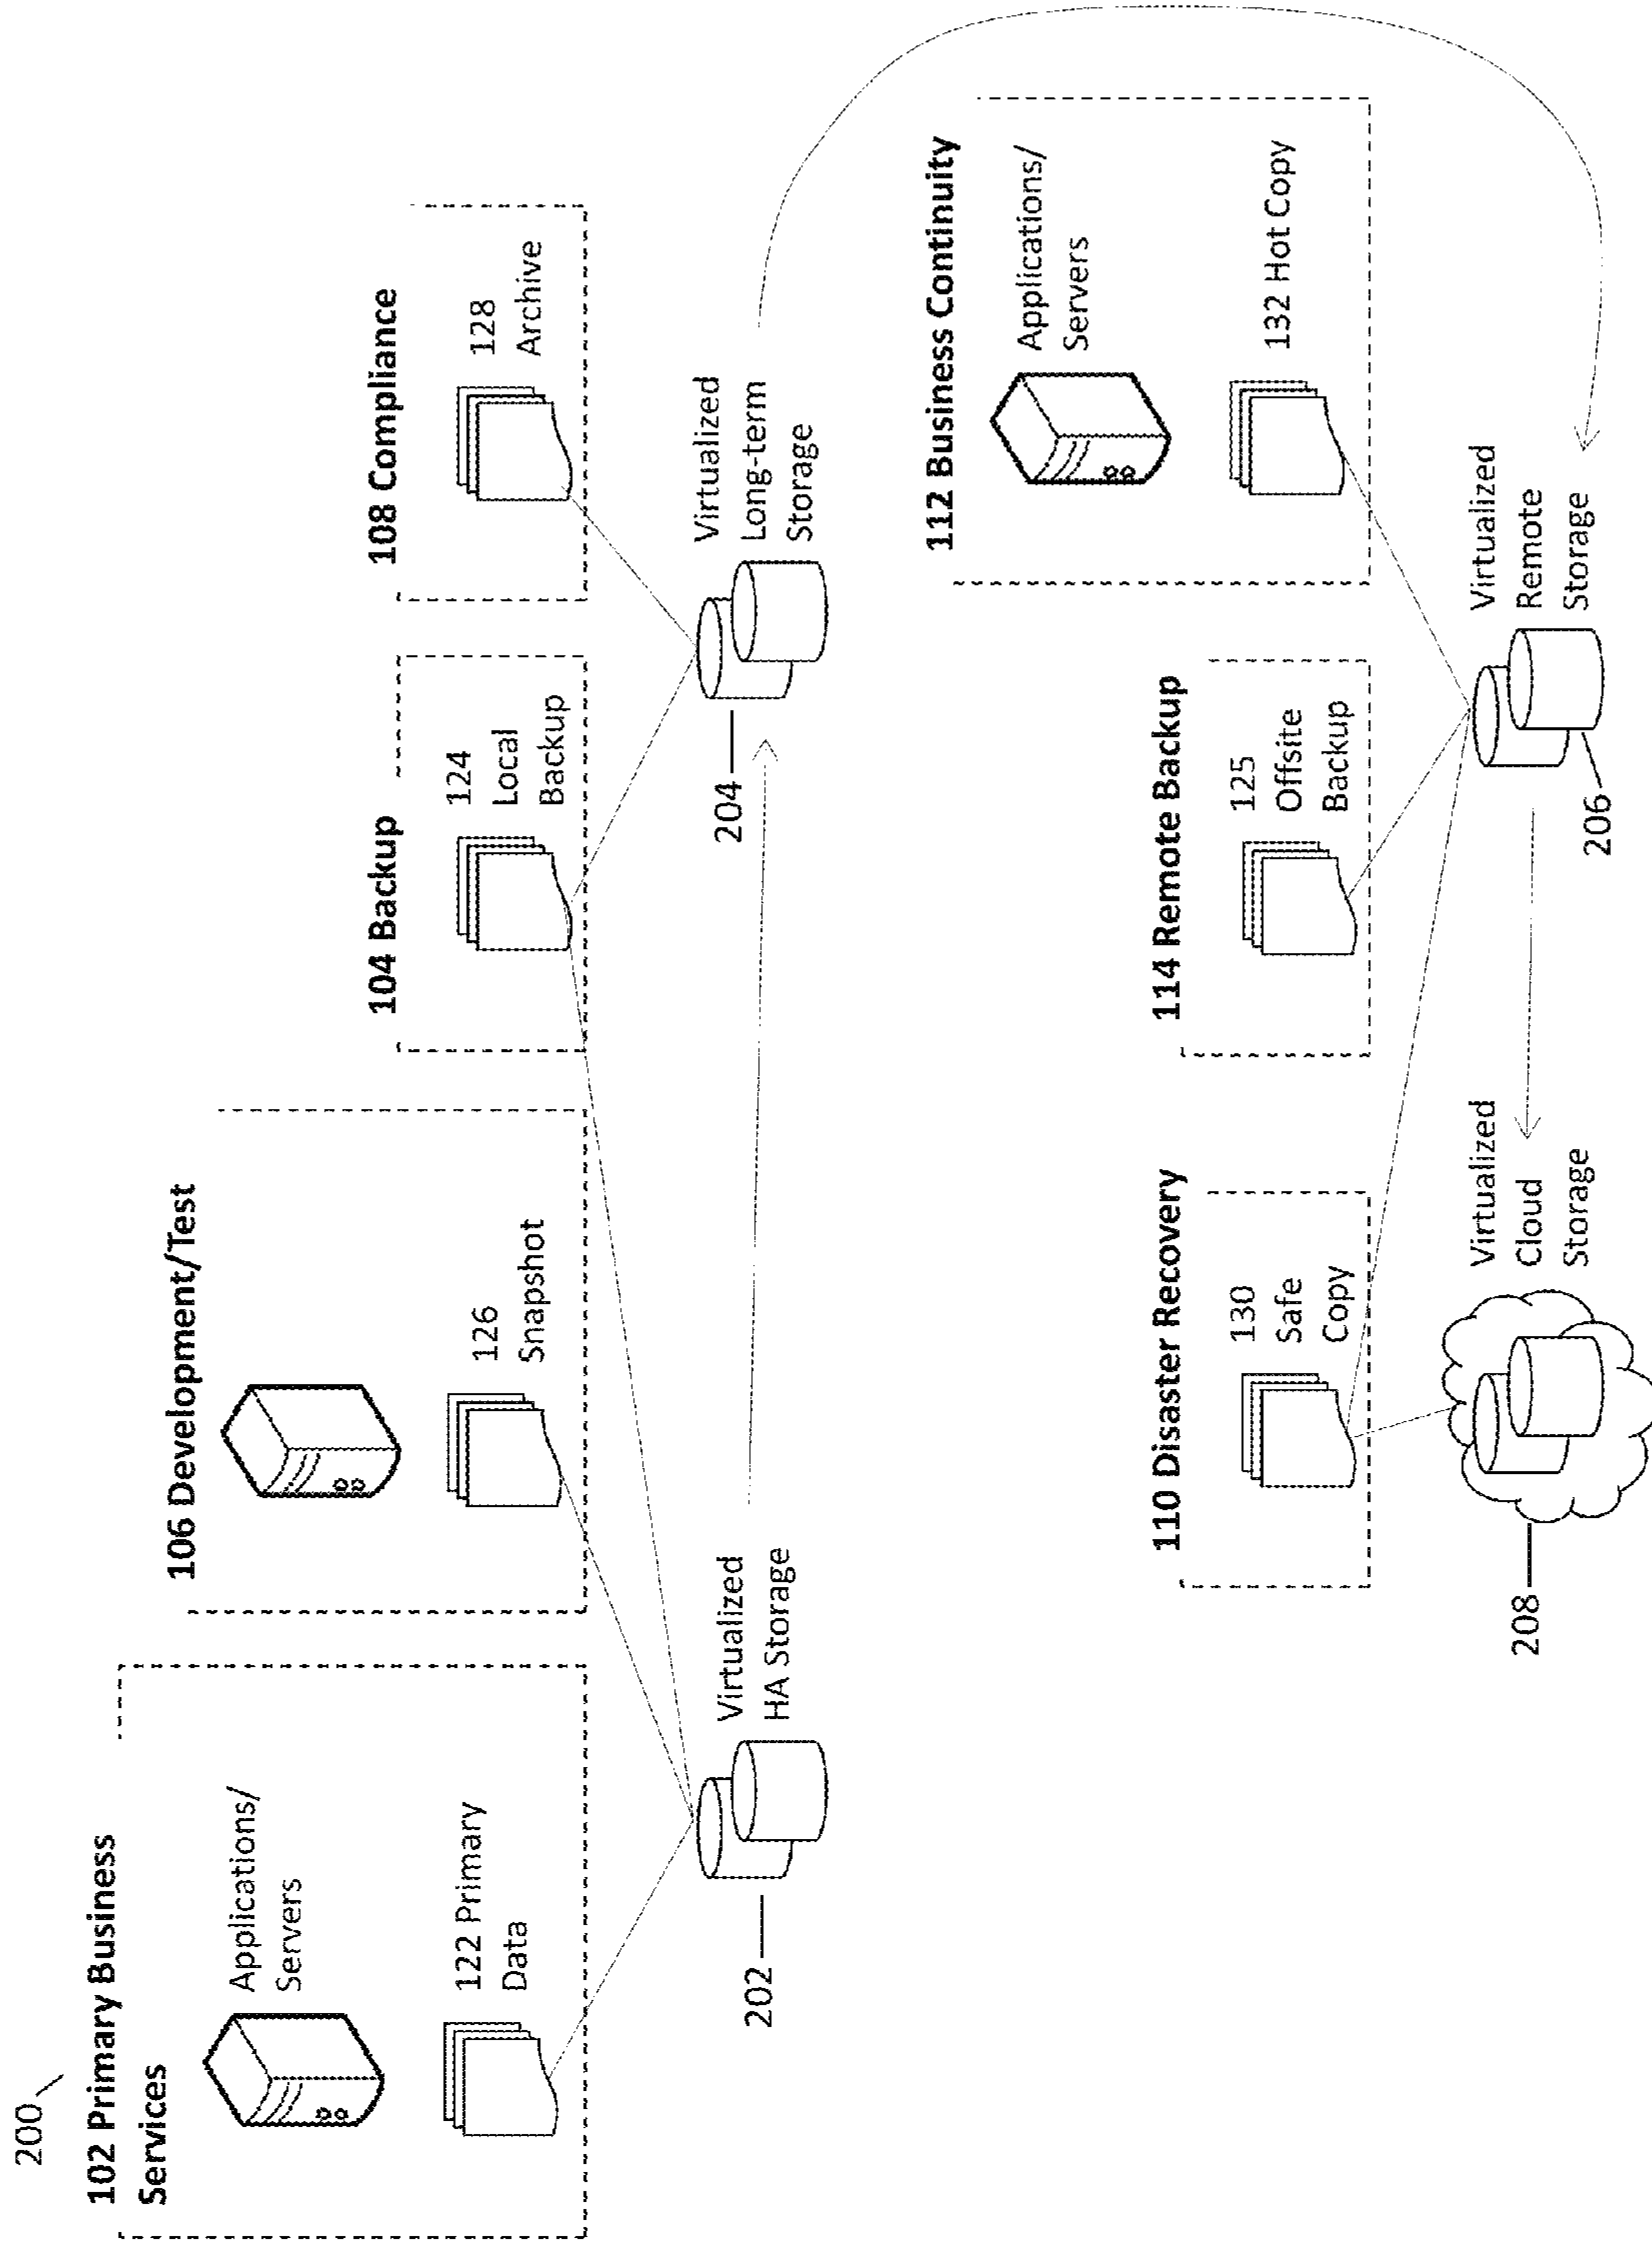 200
102 Primary Business
Services
Applications/
Servers
122 Primary
Data
106 Development/Test
126
Snapshot
104 Backup
124
Local
Backup
108 Compliance
128
Archive
202
Virtualized
HA Storage
204
Virtualized
Long-term
Storage
110 Disaster Recovery
130
Safe
Copy
114 Remote Backup
125
Offsite
Backup
112 Business Continuity
Applications/
Servers
132 Hot Copy
208
Virtualized
Cloud
Storage
206
Virtualized
Remote
Storage